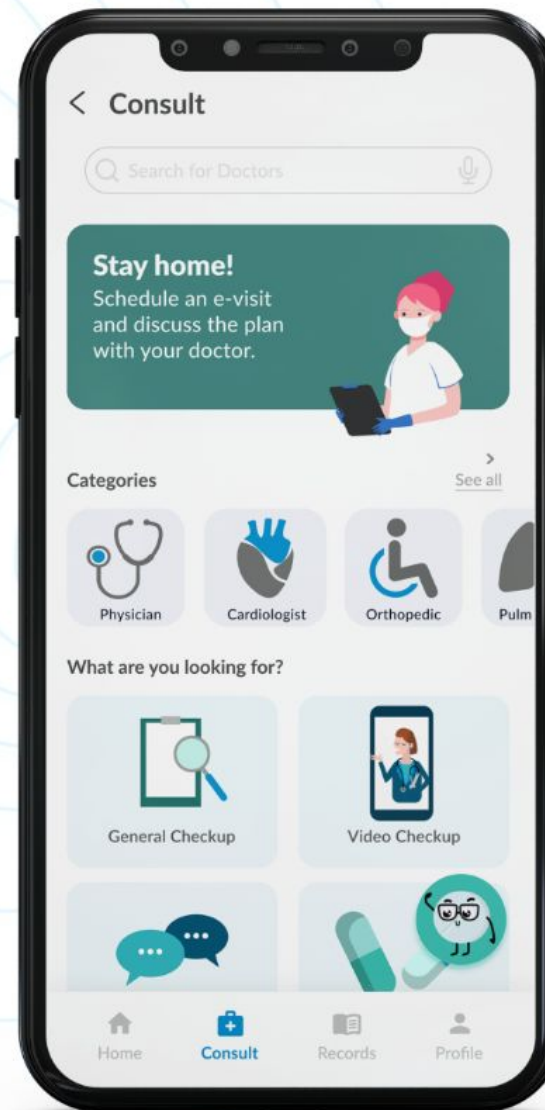 Consult
Search for Doctors
Stay home!
Schedule an e-visit
and discuss the plan
with your doctor.
Categories
See all
Physician
Cardiologist
Orthopedic
Pulm
What are you looking for?
General Checkup
Video Checkup
Home
Consult
Records
Profile